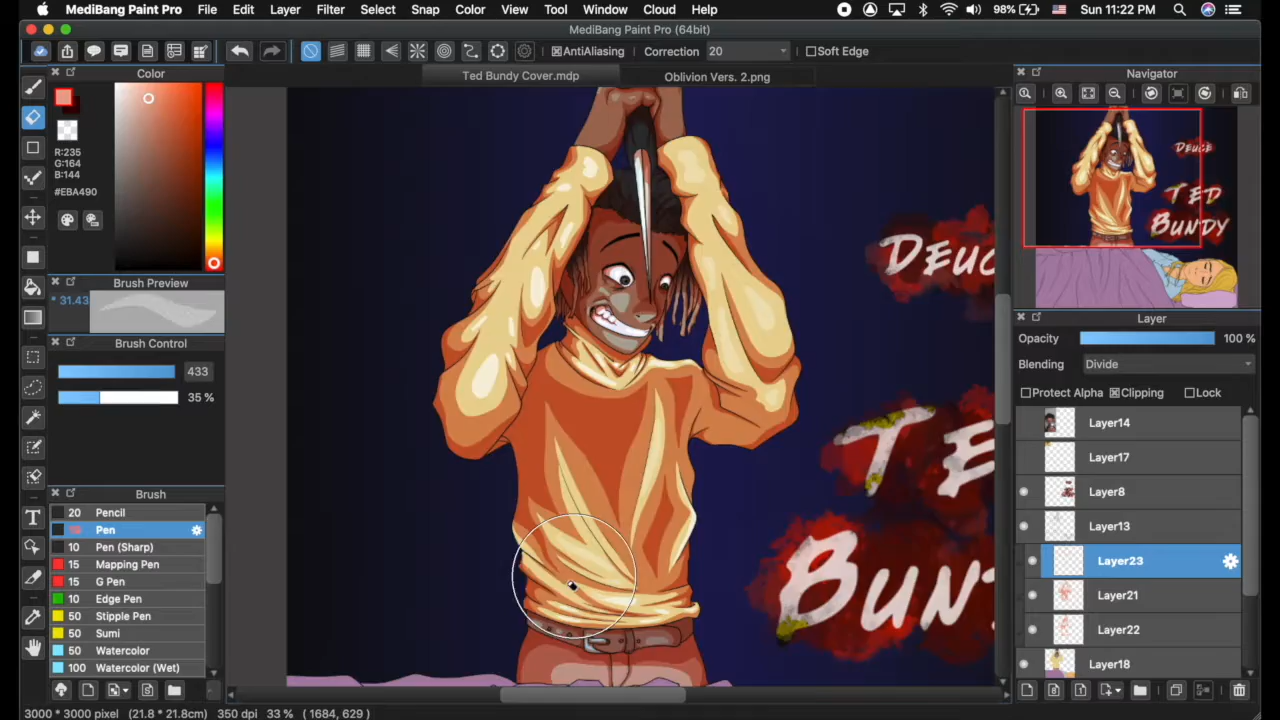 MediBang Paint Pro File Edit Layer Filter Select Snap Color View Tool Window Cloud Help 98% Sun 11:22 PM
MediBang Paint Pro (64bit)
AntiAliasing Correction 20 Soft Edge
Ted Bundy Cover.mdp Oblivion Vers. 2.png
Color
R:235
G:164
B:144
#EBA490
Brush Preview
* 31.43
Brush Control
433
35 %
Brush
20 Pencil
Pen
10 Pen (Sharp)
50 Mapping Pen
10 G Pen
10 Edge Pen
50 Stipple Pen
50 Sumi
50 Watercolor
100 Watercolor (Wet)
Deuc
Te
Bun
Navigator
Deuce
Ted
Bundy
Layer
Opacity 100 %
Blending Divide
Protect Alpha Clipping Lock
Layer14
Layer17
Layer8
Layer13
Layer23
Layer21
Layer22
Layer18
3000 * 3000 pixel (21.8 * 21.8cm) 350 dpi 33 % ( 1684, 629 )